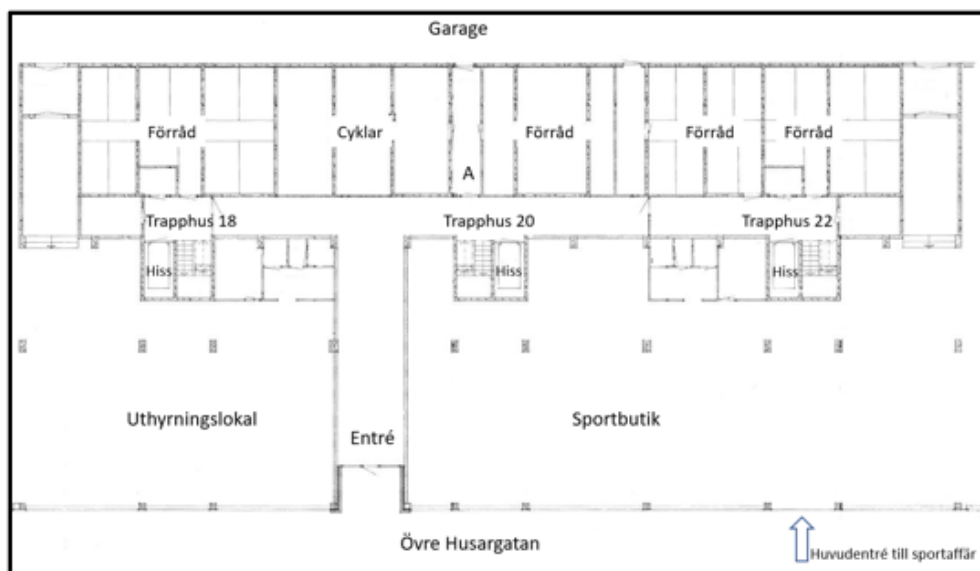 Garage
Förråd
Cyklar
Förråd
Förråd
Förråd
A
Trapphus 18
Trapphus 20
Trapphus 22
Hiss
Hiss
Hiss
Uthyrningslokal
Sportbutik
Entré
Övre Husargatan
Huvudentré till sportaffär